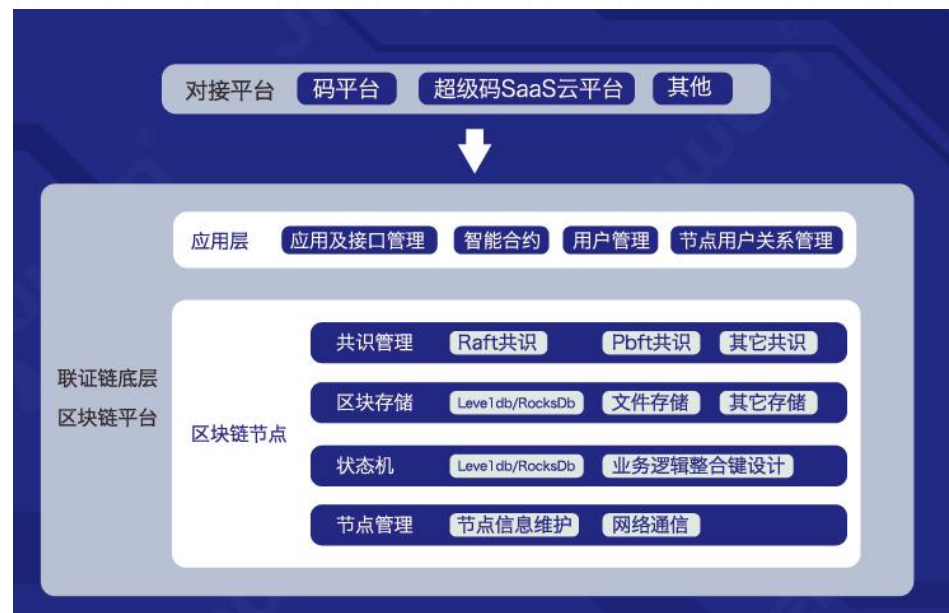 对接平台 码平台 超级码SaaS云平台 其他
应用层 应用及接口管理 智能合约 用户管理 节点用户关系管理
联证链底层
区块链平台
区块链节点
共识管理 Raft共识 Pbft共识 其它共识
区块存储 Leve1db/RocksDb 文件存储 其它存储
状态机 Leve1db/RocksDb 业务逻辑整合键设计
节点管理 节点信息维护 网络通信